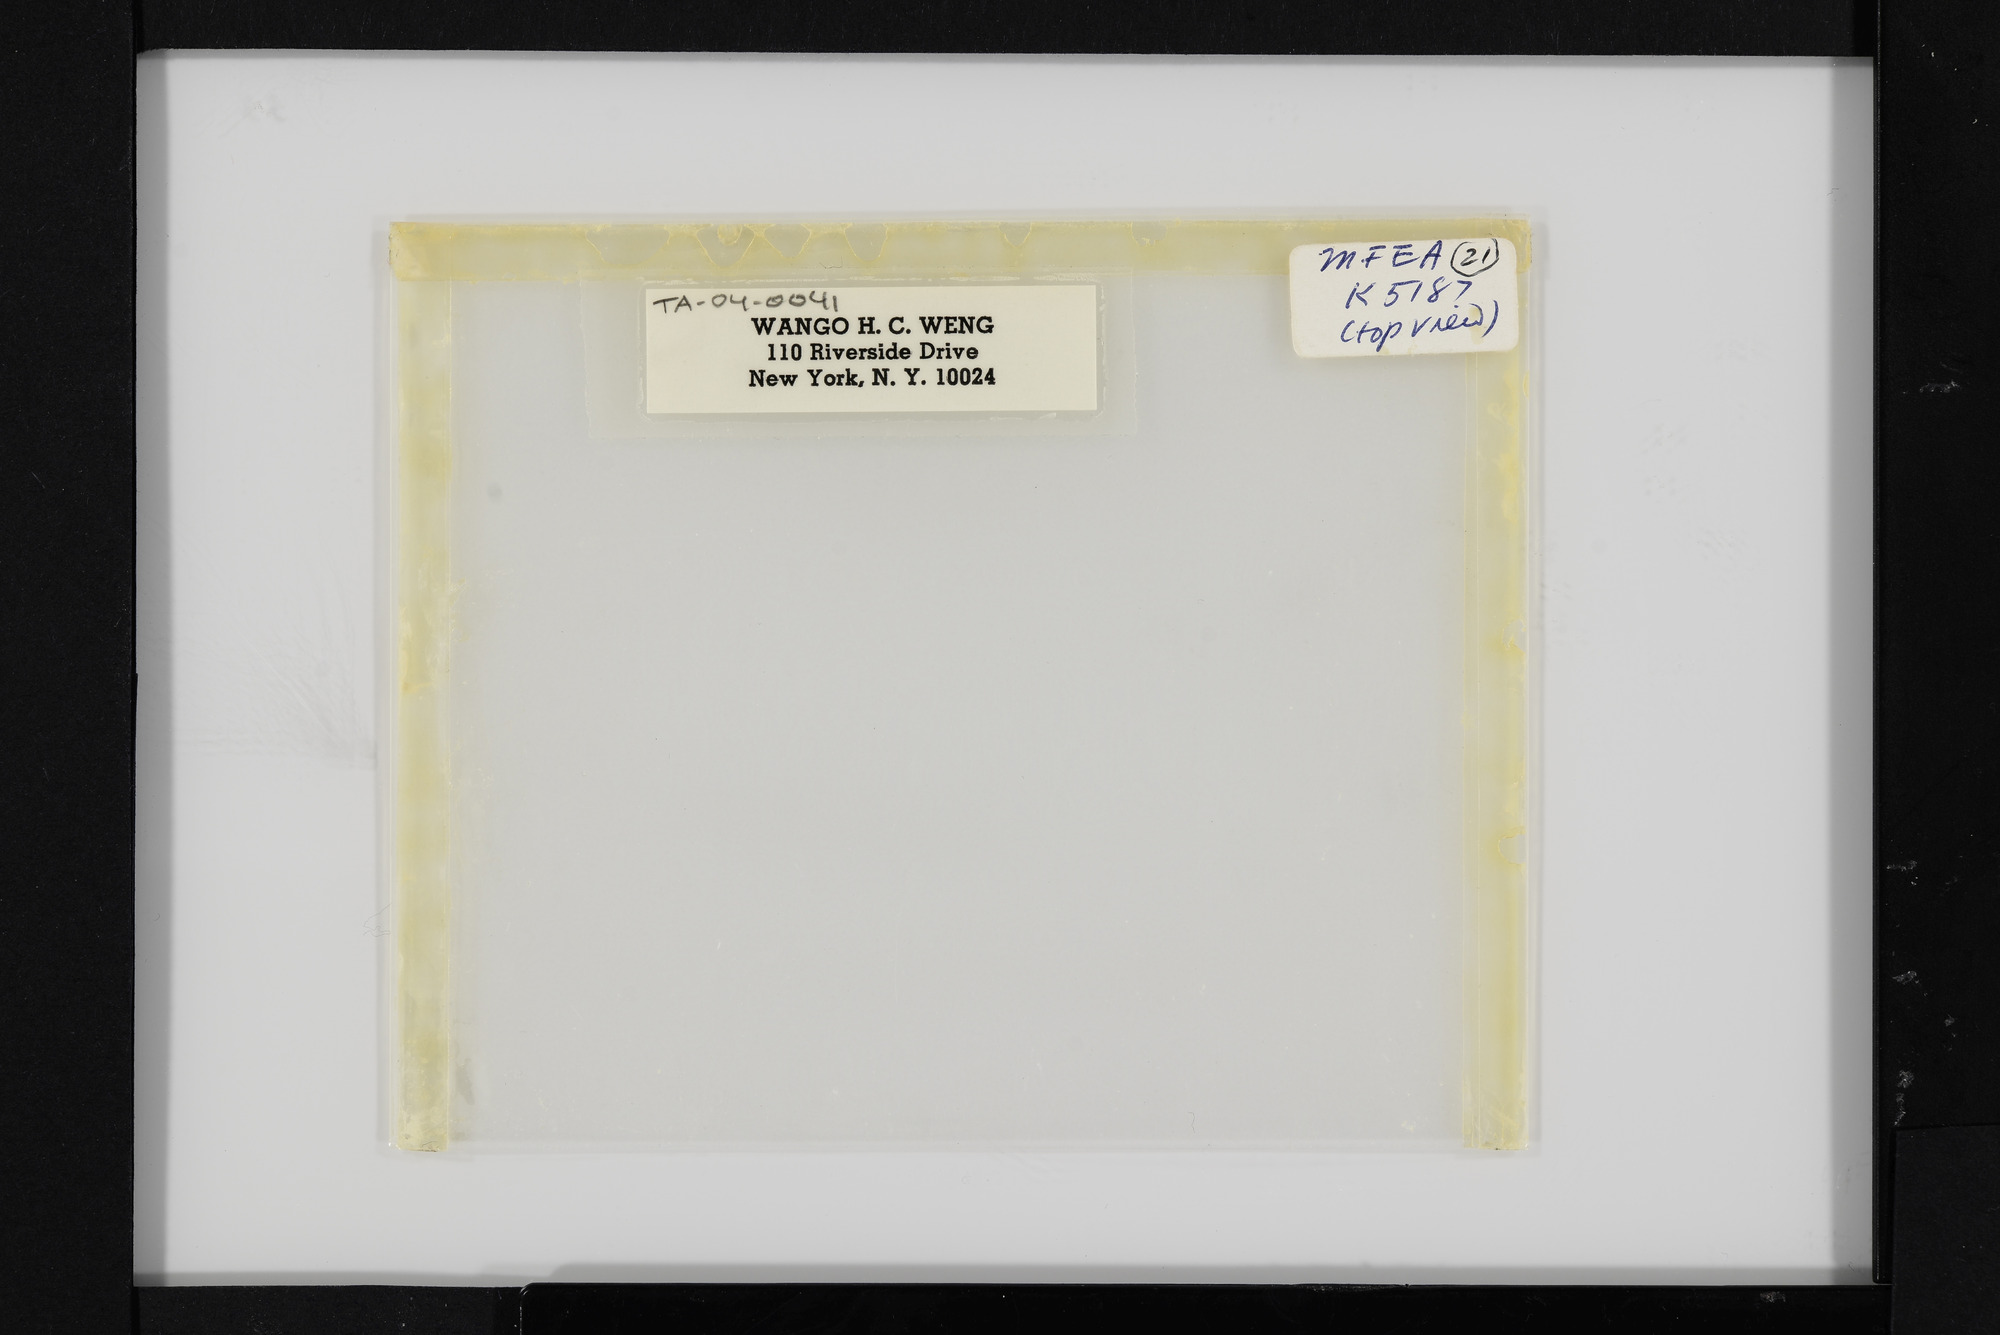 TA-04-0041
WANGO H. C. WENG
110 Riverside Drive
New York, N. Y. 10024
MFEA (21)
K 5187
(top view)